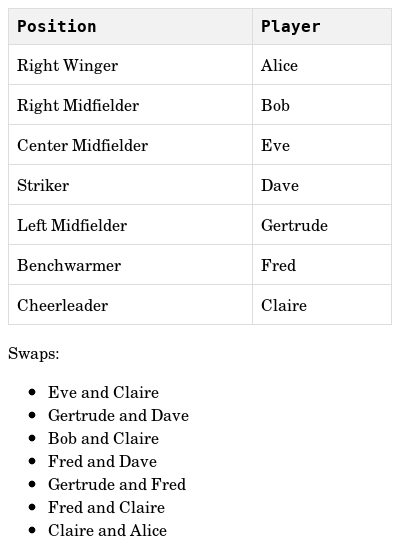 Position Player
Right Winger Alice
Right Midfielder Bob
Center Midfielder Eve
Striker Dave
Left Midfielder Gertrude
Benchwarmer Fred
Cheerleader Claire
Swaps:
• Eve and Claire
• Gertrude and Dave
• Bob and Claire
• Fred and Dave
• Gertrude and Fred
• Fred and Claire
• Claire and Alice